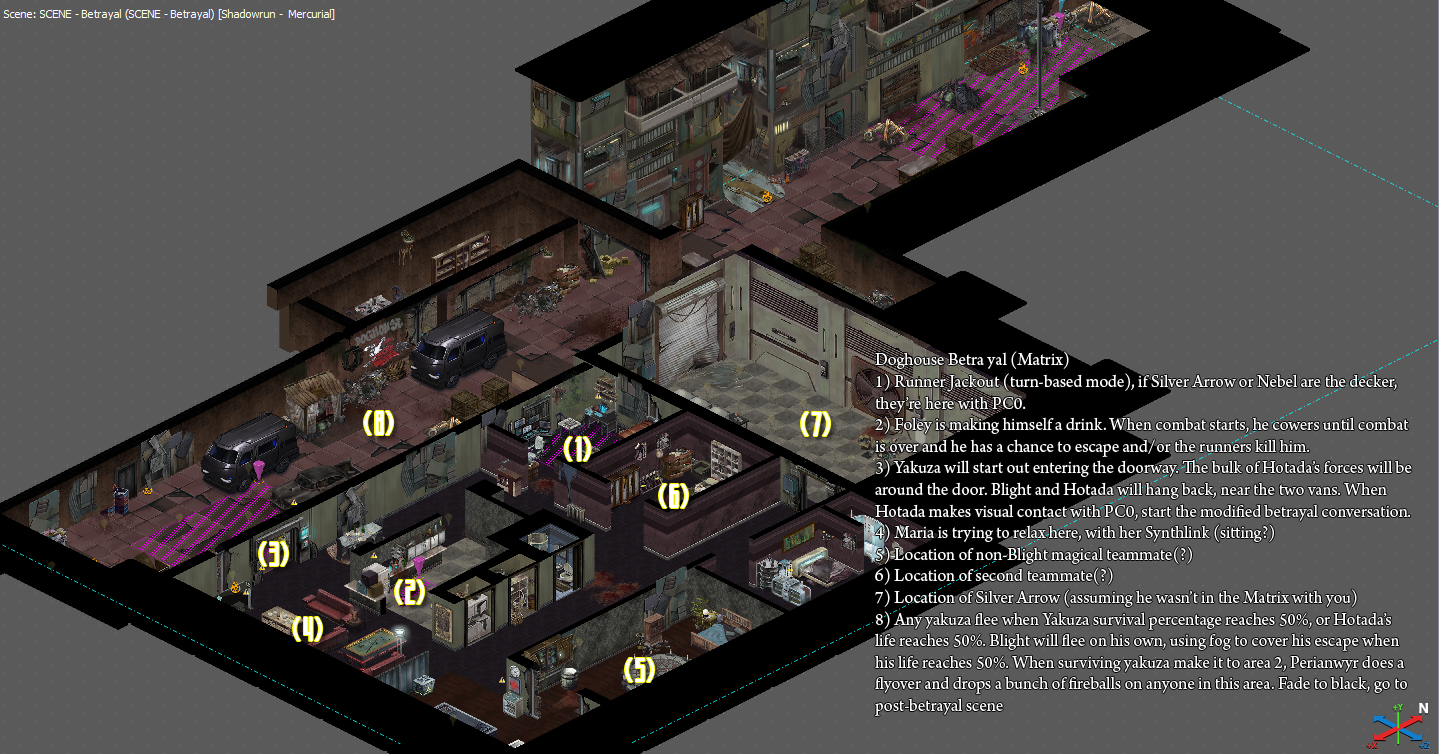 Scene: SCENE - Betrayal (SCENE - Betrayal) [Shadowrun - Mercurial]
DOGHOUSE
(8)
(7)
(1)
(6)
(3)
(2)
(4)
(5)
Doghouse Betra yal (Matrix)
1) Runner Jackout (turn-based mode), if Silver Arrow or Nebel are the decker,
they're here with PC0.
2) Foley is making himself a drink. When combat starts, he cowers until combat
is over and he has a chance to escape and/or the runners kill him.
3) Yakuza will start out entering the doorway. The bulk of Hotada's forces will be
around the door. Blight and Hotada will hang back, near the two vans. When
Hotada makes visual contact with PC0, start the modified betrayal conversation.
4) Maria is trying to relax here, with her Synthlink (sitting?)
5) Location of non-Blight magical teammate(?)
6) Location of second teammate(?)
7) Location of Silver Arrow (assuming he wasn't in the Matrix with you)
8) Any yakuza flee when Yakuza survival percentage reaches 50%, or Hotada's
life reaches 50%. Blight will flee on his own, using fog to cover his escape when
his life reaches 50%. When surviving yakuza make it to area 2, Perianwyr does a
flyover and drops a bunch of fireballs on anyone in this area. Fade to black, go to
post-betrayal scene
+Y
N
+X
+Z